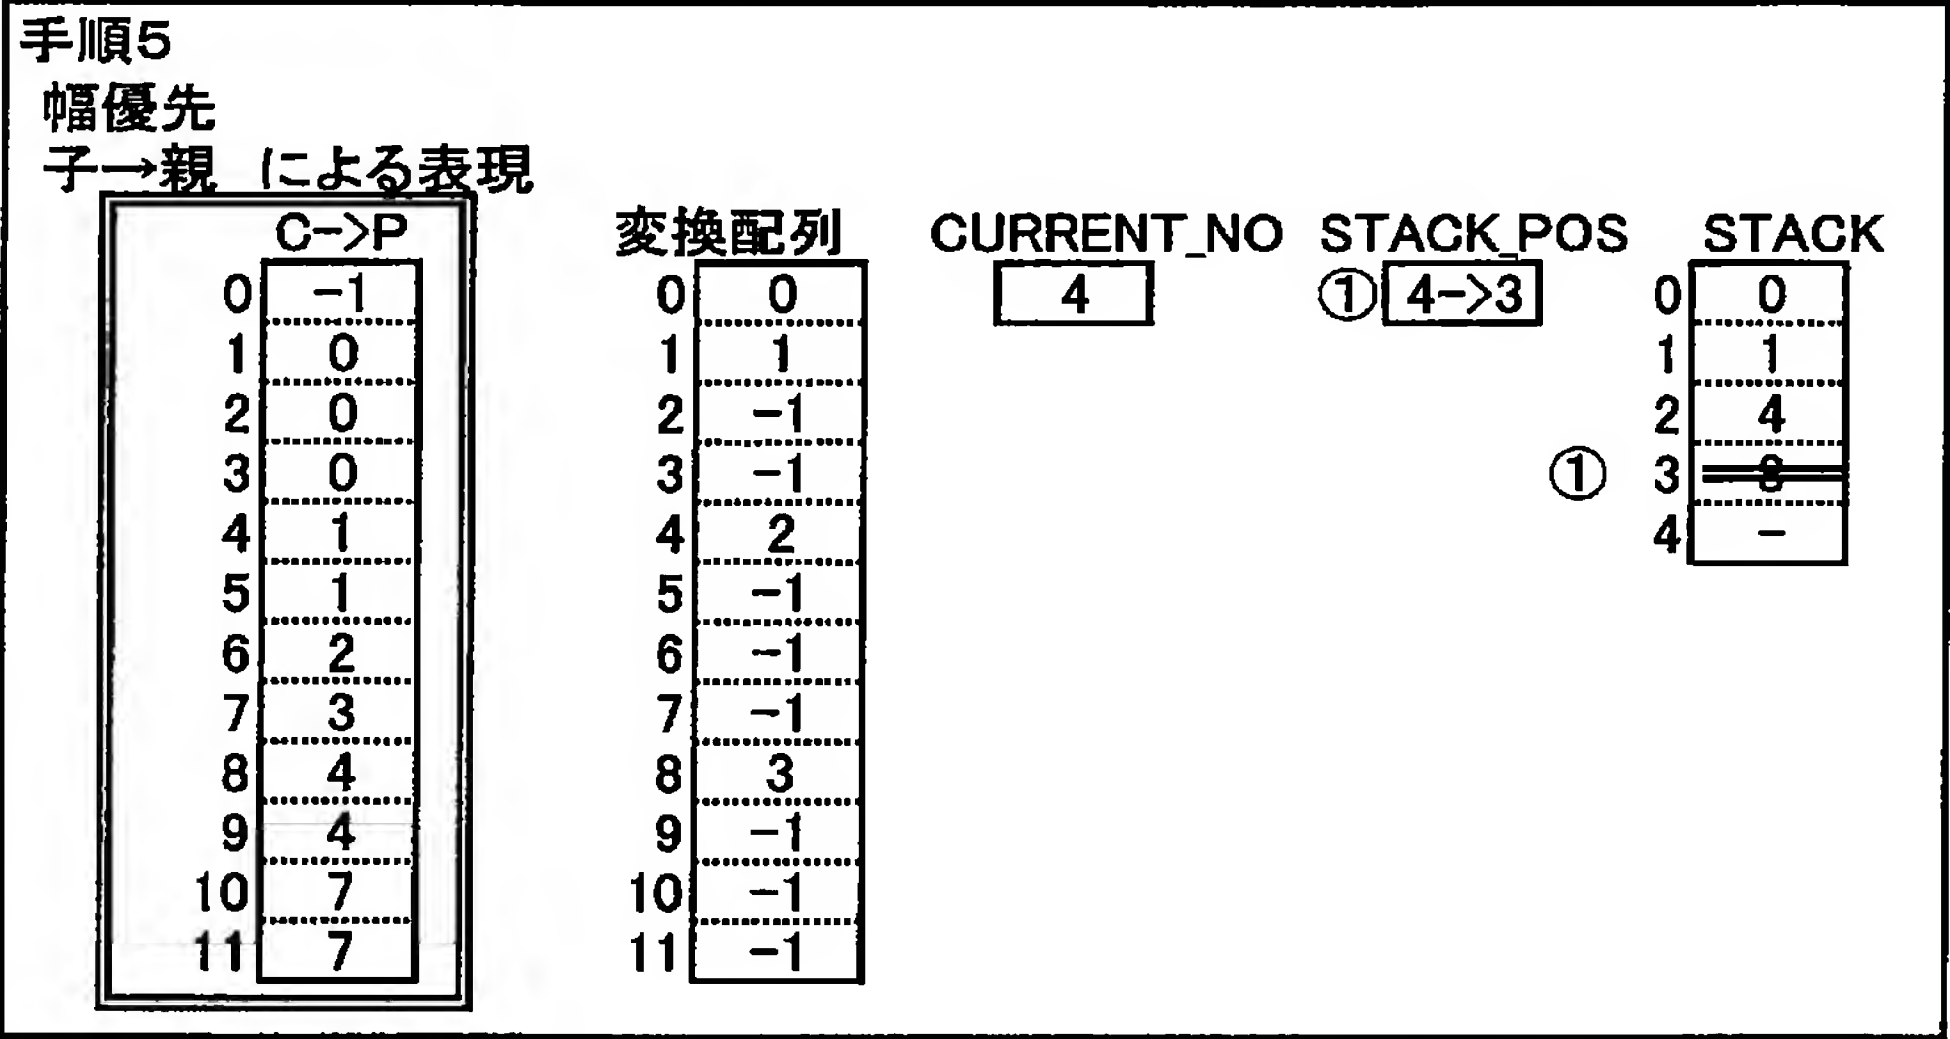 手順5
幅優先
子→親 による表現
C->P 変換配列 CURRENT_NO STACK_POS STACK
0 -1 0 0 4 ① 4->3 0 0
1 0 1 1 1 1
2 0 2 -1 2 4
3 0 3 -1 ① 3 8
4 1 4 2 4 -
5 1 5 -1
6 2 6 -1
7 3 7 -1
8 4 8 3
9 4 9 -1
10 7 10 -1
11 7 11 -1